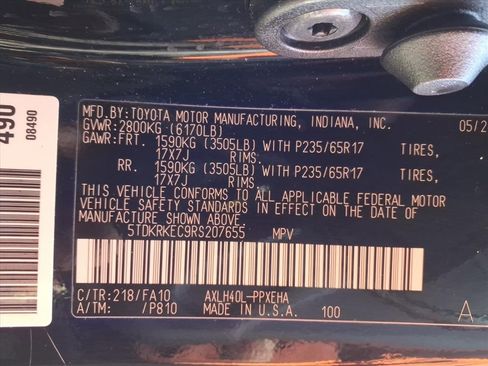 490
08490
MFD.BY:TOYOTA MOTOR MANUFACTURING, INDIANA, INC. 05/2
GVWR:2800KG (6170LB)
GAWR:FRT. 1590KG (3505LB) WITH P235/65R17 TIRES,
17X7J RIMS.
RR. 1590KG (3505LB) WITH P235/65R17 TIRES,
17X7J RIMS.
THIS VEHICLE CONFORMS TO ALL APPLICABLE FEDERAL MOTOR
VEHICLE SAFETY STANDARDS IN EFFECT ON THE DATE OF
MANUFACTURE SHOWN ABOVE.
5TDKRKEC9RS207655 MPV
C/TR:218/FA10 AXLH40L-PPXEHA
A/TM: /P810 MADE IN U.S.A. 100 A